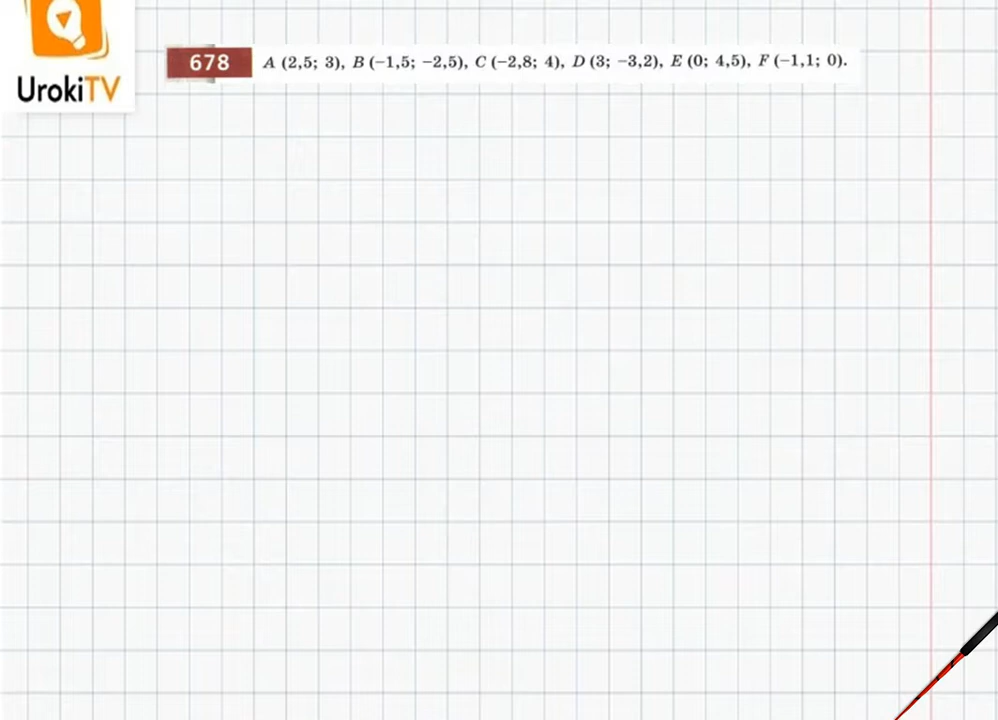 UrokiTV
678 A (2,5; 3), B (−1,5; −2,5), C (−2,8; 4), D (3; −3,2), E (0; 4,5), F (−1,1; 0).